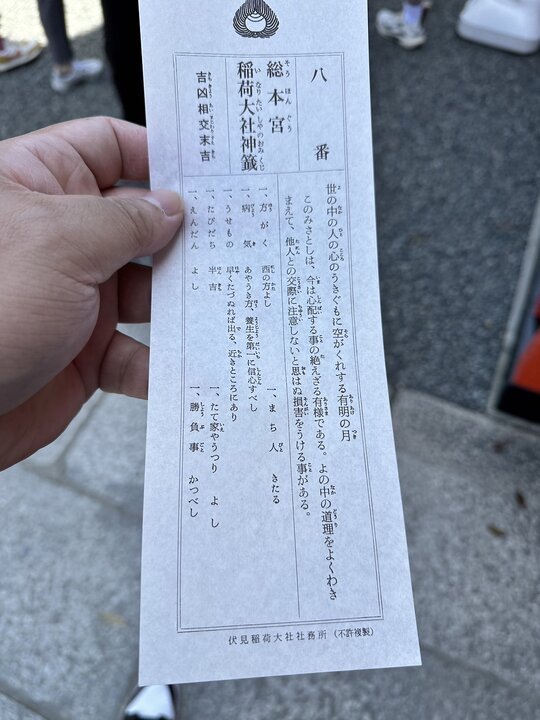 八番
総本宮
稲荷大社神籤
吉凶相交末吉
世の中の人の心のうきぐもに空がくれする有明の月
このみさとしは、今は心配する事の絶えざる有様である。よの中の道理をよくわき
まえて、他人との交際に注意しないと思はぬ損害をうける事がある。
一、方がく 西の方よし
一、病気 あやうき方、養生を第一に信心すべし
一、うせもの 早くたづぬれば出る、近きところにあり
一、たびだち 半吉
一、えんだん よし
一、まち人 きたる
一、たて家やうつり よし
一、勝負事 かつべし
伏見稲荷大社社務所(不許複製)